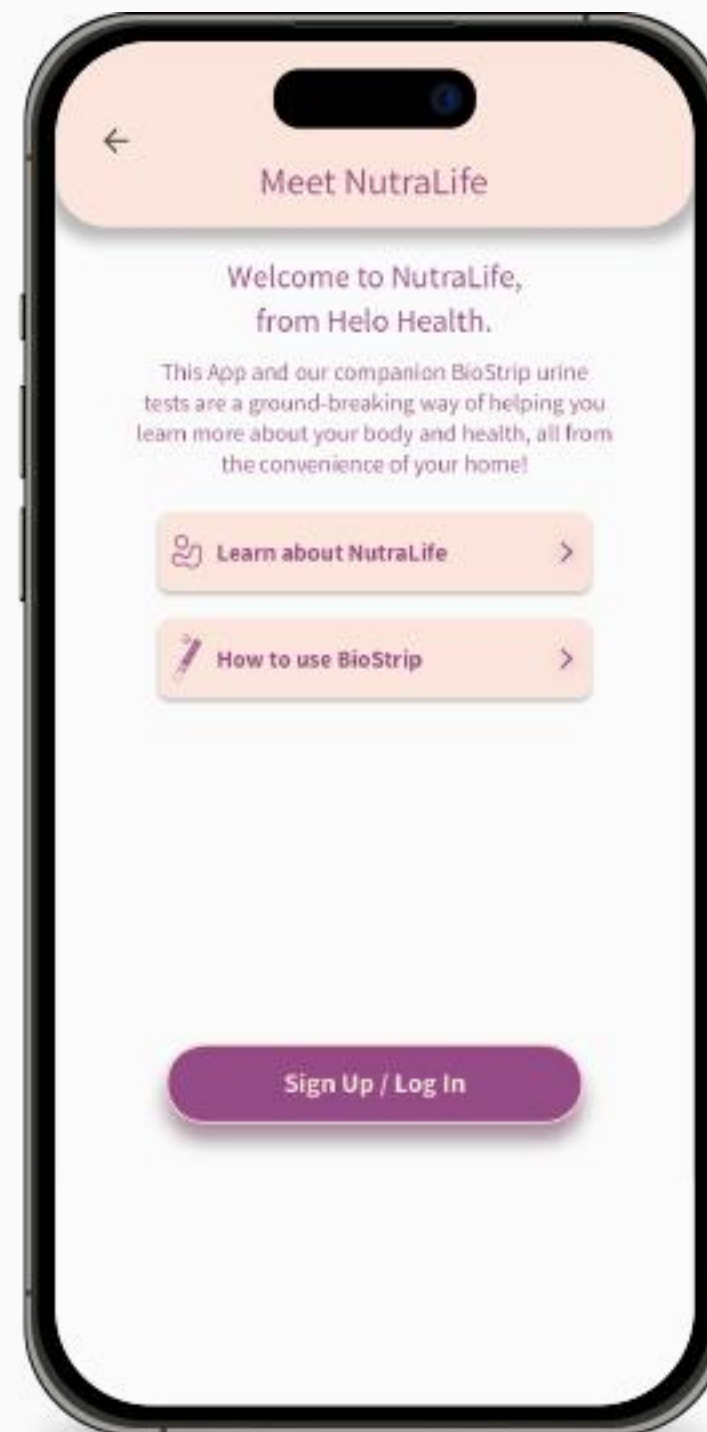 Meet NutraLife
Welcome to NutraLife,
from Helo Health.
This App and our companion BioStrip urine
tests are a ground-breaking way of helping you
learn more about your body and health, all from
the convenience of your home!
Learn about NutraLife
How to use BioStrip
Sign Up / Log In